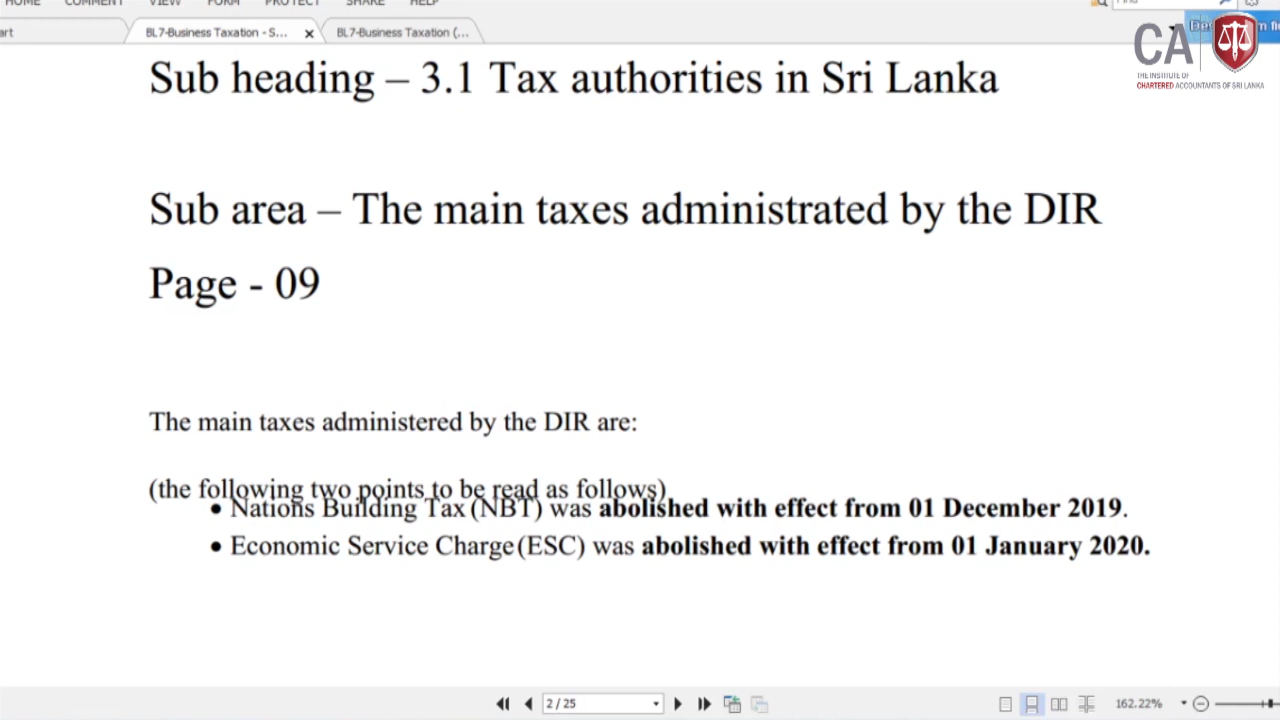 HOME COMMENT VIEW FORM PROTECT SHARE HELP
Find
art
BL7-Business Taxation - S... x
BL7-Business Taxation (...
CA
THE INSTITUTE OF
CHARTERED ACCOUNTANTS OF SRI LANKA
Sub heading – 3.1 Tax authorities in Sri Lanka
Sub area – The main taxes administrated by the DIR
Page - 09
The main taxes administered by the DIR are:
(the following two points to be read as follows)
• Nations Building Tax (NBT) was abolished with effect from 01 December 2019.
• Economic Service Charge (ESC) was abolished with effect from 01 January 2020.
2 / 25
162.22%